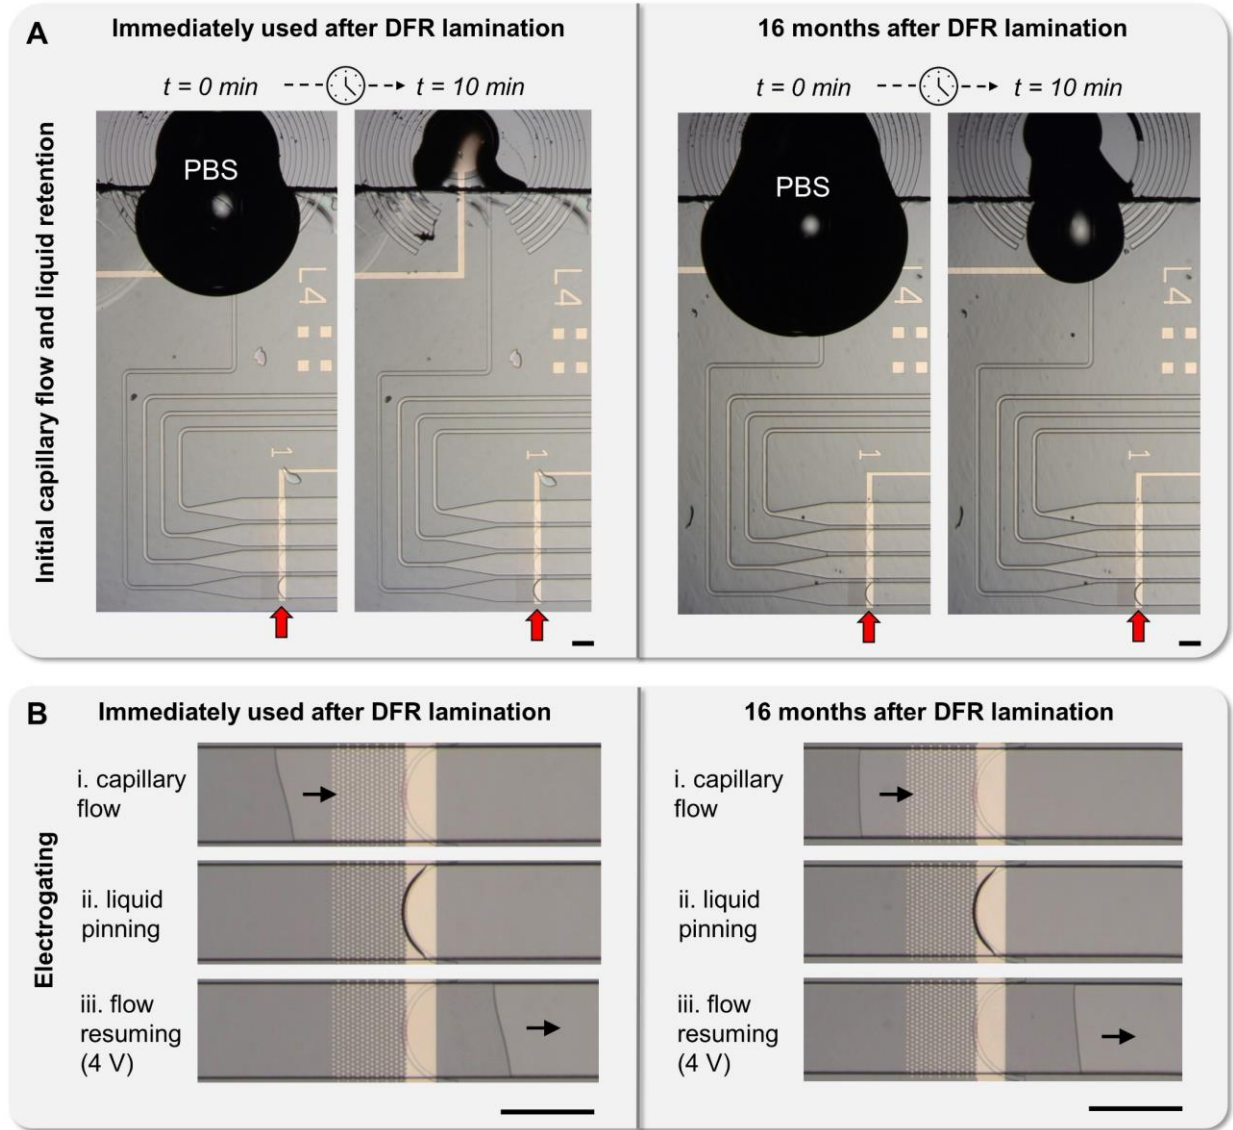 A
Immediately used after DFR lamination
16 months after DFR lamination
t = 0 min
t = 10 min
t = 0 min
t = 10 min
Initial capillary flow and liquid retention
PBS
L4
1
L4
1
PBS
L4
1
L4
1
B
Immediately used after DFR lamination
16 months after DFR lamination
Electrogating
i. capillary
flow
ii. liquid
pinning
iii. flow
resuming
(4 V)
i. capillary
flow
ii. liquid
pinning
iii. flow
resuming
(4 V)